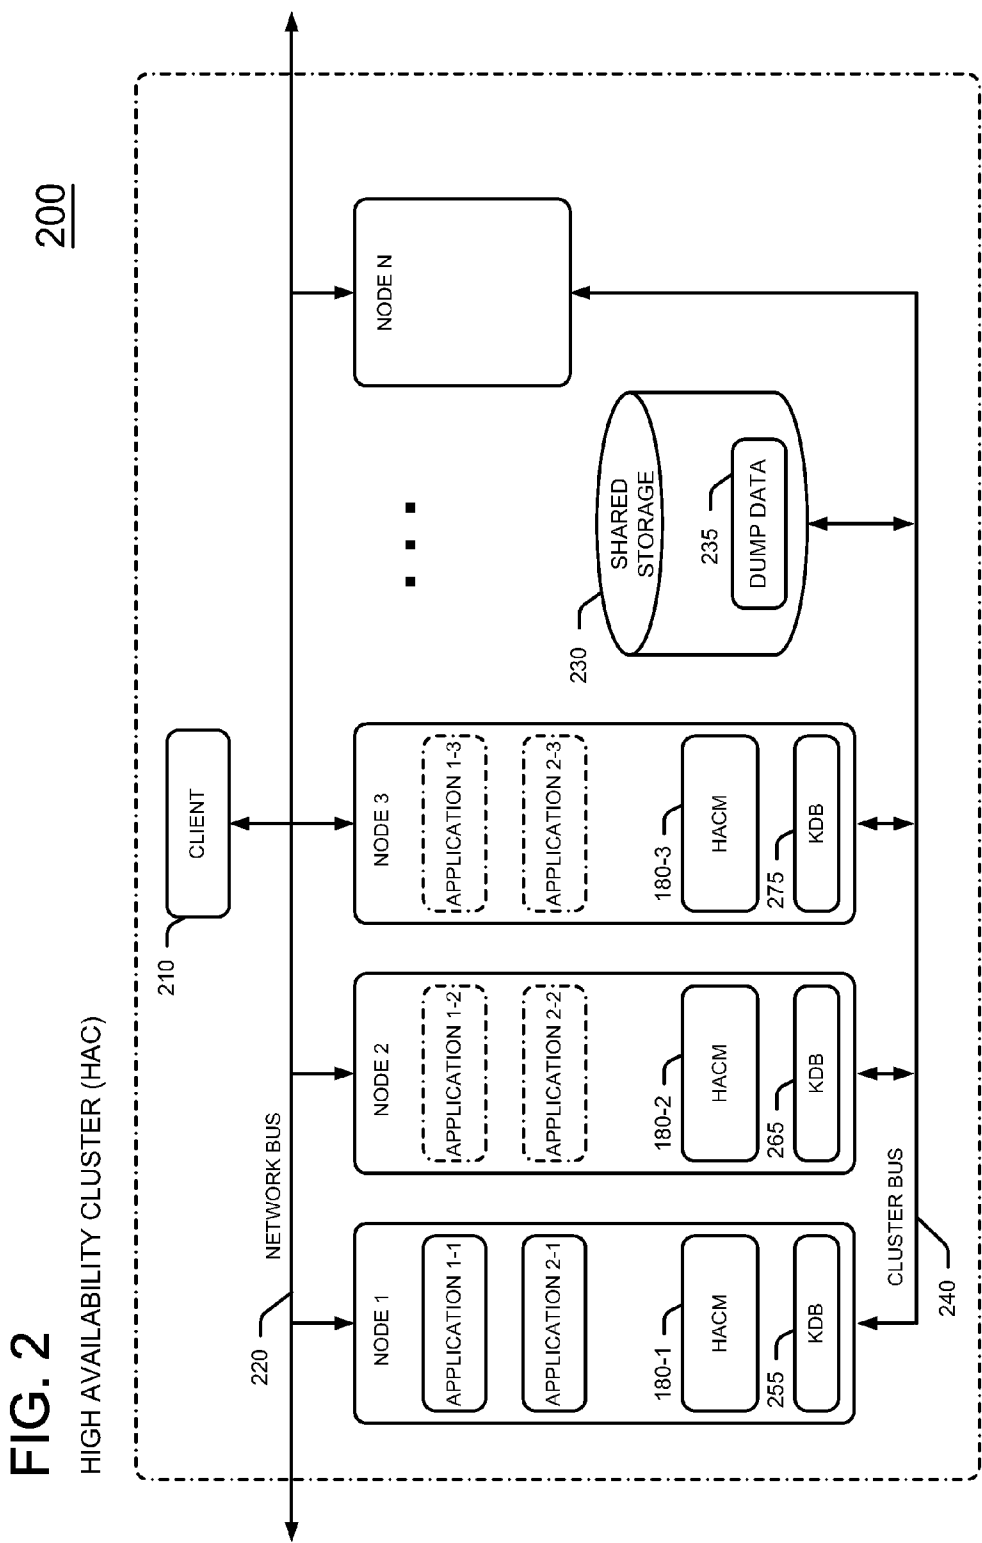 FIG. 2
HIGH AVAILABILITY CLUSTER (HAC)
200
210
CLIENT
220
NETWORK BUS
NODE 1
APPLICATION 1-1
APPLICATION 2-1
180-1
HACM
255
KDB
NODE 2
APPLICATION 1-2
APPLICATION 2-2
180-2
HACM
265
KDB
NODE 3
APPLICATION 1-3
APPLICATION 2-3
180-3
HACM
275
KDB
230
SHARED
STORAGE
235
DUMP DATA
NODE N
CLUSTER BUS
240